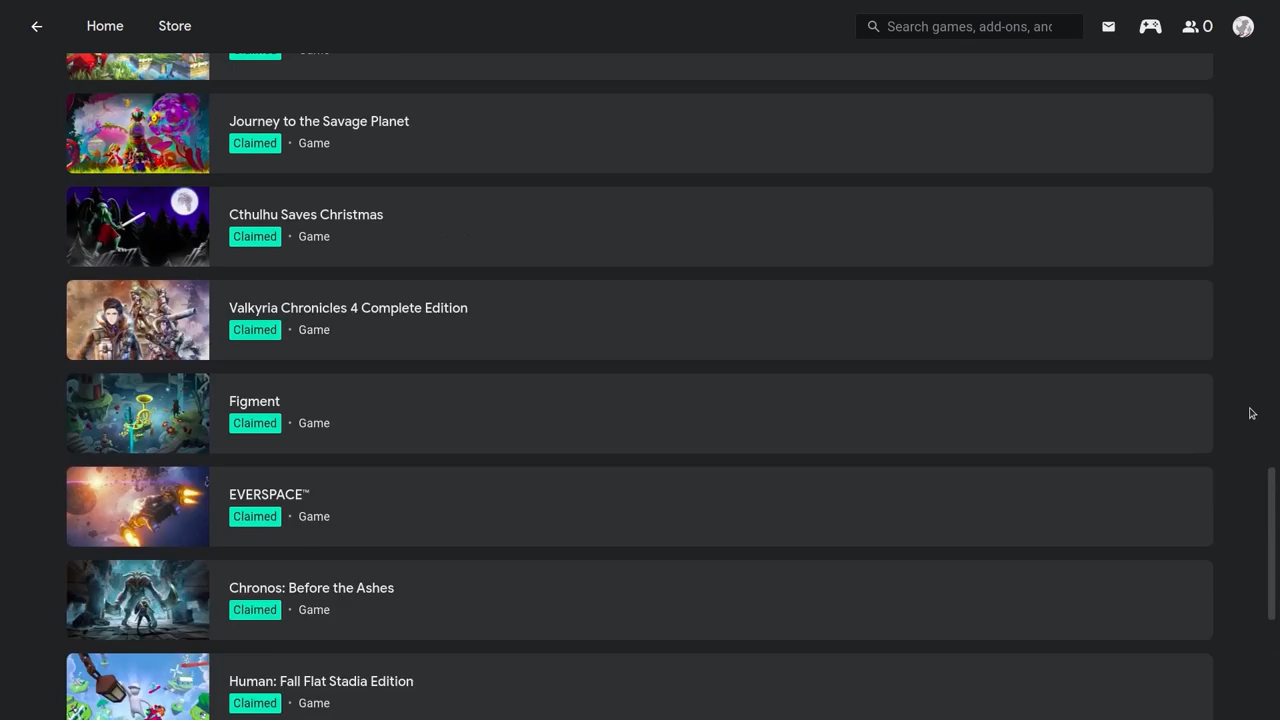 Home
Store
Search games, add-ons, anc
0
Claimed • Game
Journey to the Savage Planet
Claimed • Game
Cthulhu Saves Christmas
Claimed • Game
Valkyria Chronicles 4 Complete Edition
Claimed • Game
Figment
Claimed • Game
EVERSPACE™
Claimed • Game
Chronos: Before the Ashes
Claimed • Game
Human: Fall Flat Stadia Edition
Claimed • Game